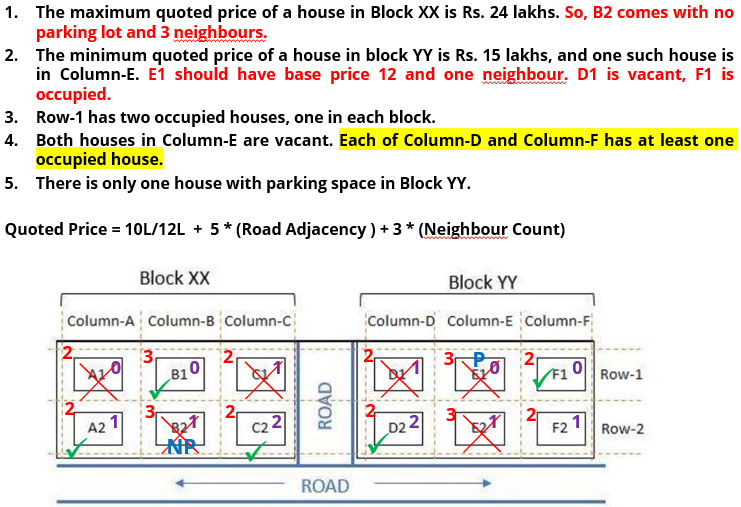 1. The maximum quoted price of a house in Block XX is Rs. 24 lakhs. So, B2 comes with no
parking lot and 3 neighbours.
2. The minimum quoted price of a house in block YY is Rs. 15 lakhs, and one such house is
in Column-E. E1 should have base price 12 and one neighbour. D1 is vacant, F1 is
occupied.
3. Row-1 has two occupied houses, one in each block.
4. Both houses in Column-E are vacant. Each of Column-D and Column-F has at least one
occupied house.
5. There is only one house with parking space in Block YY.
Quoted Price = 10L/12L + 5 * (Road Adjacency ) + 3 * (Neighbour Count)
Block XX Block YY
Column-A Column-B Column-C Column-D Column-E Column-F
2 A1 0 3 B1 0 2 C1 1 2 D1 1 3 P E1 0 2 F1 0 Row-1
2 A2 1 3 B2 1 NP 2 C2 2 2 D2 2 3 E2 1 2 F2 1 Row-2
ROAD
ROAD